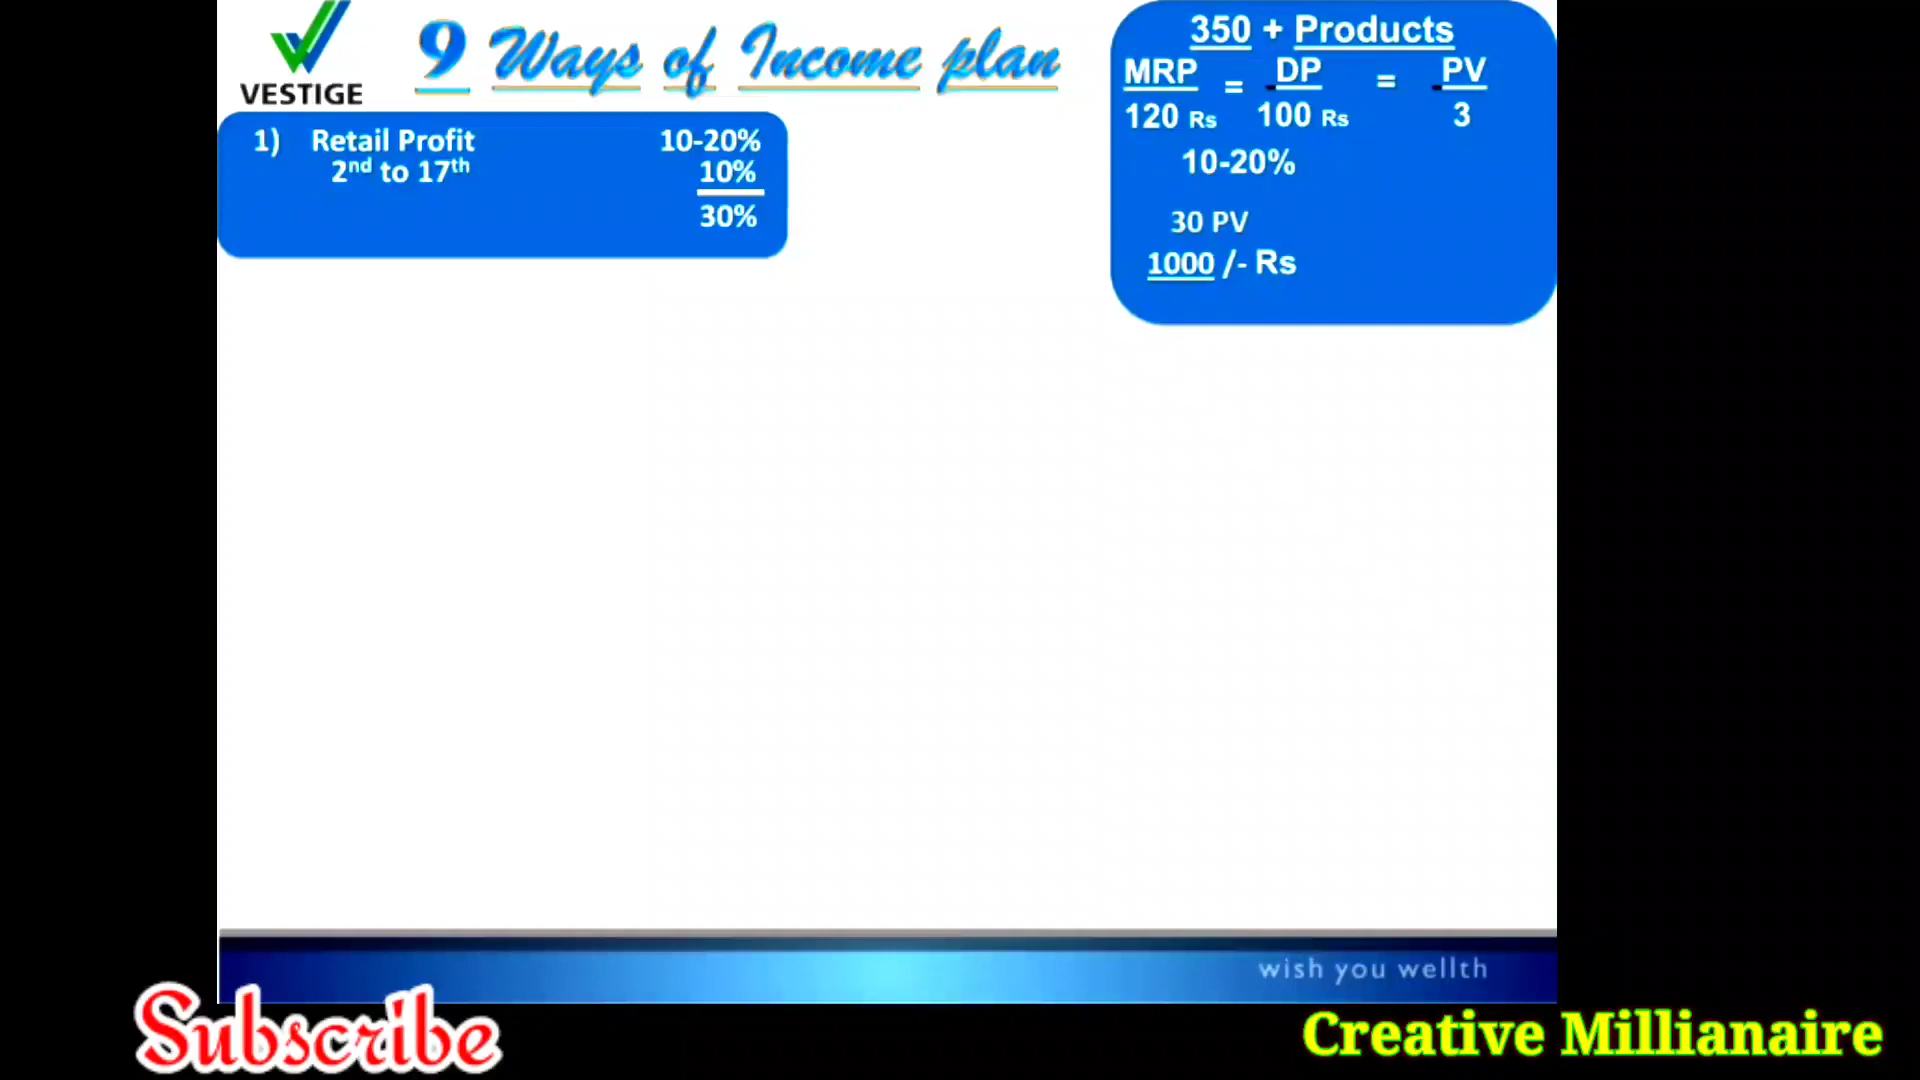 VESTIGE
9 Ways of Income plan
1) Retail Profit 10-20%
2nd to 17th 10%
30%
350 + Products
MRP = DP = PV
120 Rs 100 Rs 3
10-20%
30 PV
1000 /- Rs
wish you wellth
Subscribe
Creative Millianaire